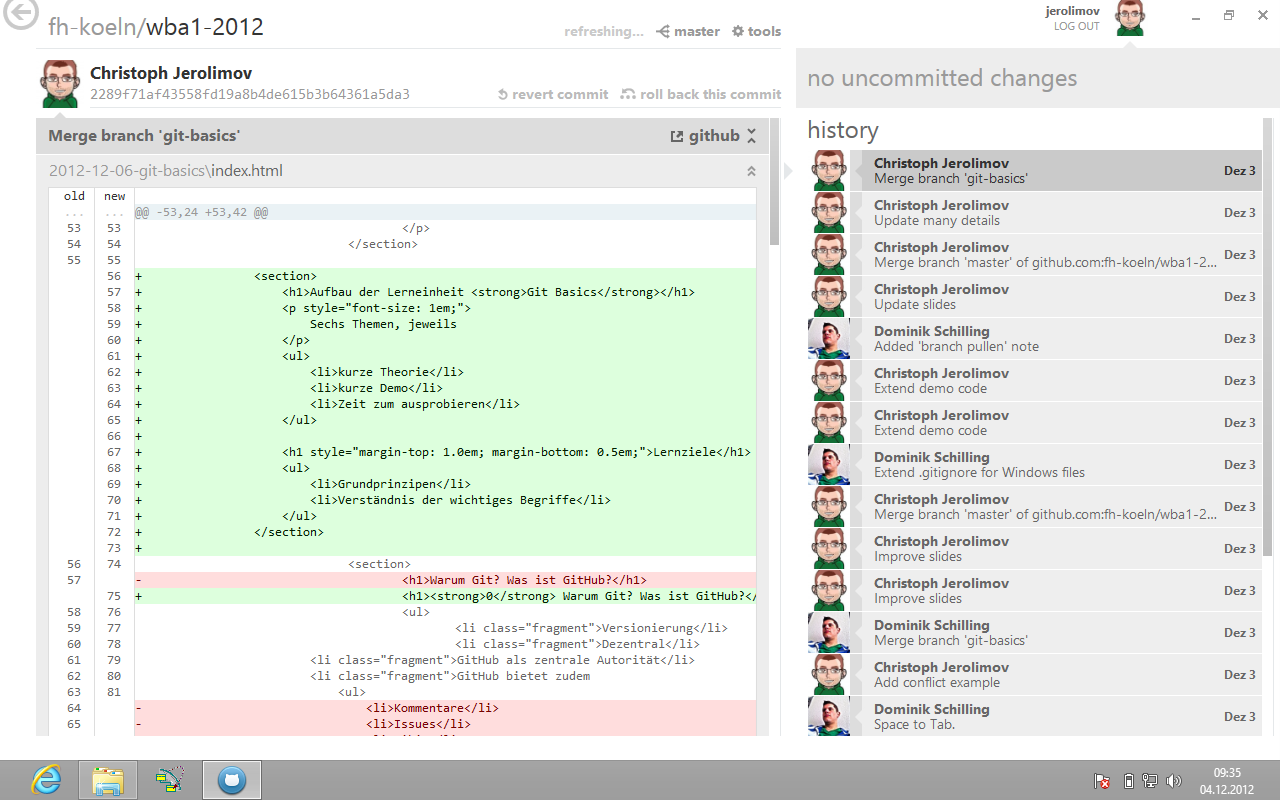 fh-koeln/wba1-2012
refreshing... master tools
jerolimov
LOG OUT
Christoph Jerolimov
2289f71af43558fd19a8b4de615b3b64361a5da3
revert commit roll back this commit
Merge branch 'git-basics' github
2012-12-06-git-basics\index.html
old new
... ... @@ -53,24 +53,42 @@
53 53 </p>
54 54 </section>
55 55
56 + <section>
57 + <h1>Aufbau der Lerneinheit <strong>Git Basics</strong></h1>
58 + <p style="font-size: 1em;">
59 + Sechs Themen, jeweils
60 + </p>
61 + <ul>
62 + <li>kurze Theorie</li>
63 + <li>kurze Demo</li>
64 + <li>Zeit zum ausprobieren</li>
65 + </ul>
66 +
67 + <h1 style="margin-top: 1.0em; margin-bottom: 0.5em;">Lernziele</h1>
68 + <ul>
69 + <li>Grundprinzipen</li>
70 + <li>Verständnis der wichtiges Begriffe</li>
71 + </ul>
72 + </section>
73 +
56 74 <section>
57 - <h1>Warum Git? Was ist GitHub?</h1>
75 + <h1><strong>0</strong> Warum Git? Was ist GitHub?</
58 76 <ul>
59 77 <li class="fragment">Versionierung</li>
60 78 <li class="fragment">Dezentral</li>
61 79 <li class="fragment">GitHub als zentrale Autorität</li>
62 80 <li class="fragment">GitHub bietet zudem
63 81 <ul>
64 - <li>Kommentare</li>
65 - <li>Issues</li>
no uncommitted changes
history
Christoph Jerolimov
Merge branch 'git-basics' Dez 3
Christoph Jerolimov
Update many details Dez 3
Christoph Jerolimov
Merge branch 'master' of github.com:fh-koeln/wba1-2... Dez 3
Christoph Jerolimov
Update slides Dez 3
Dominik Schilling
Added 'branch pullen' note Dez 3
Christoph Jerolimov
Extend demo code Dez 3
Christoph Jerolimov
Extend demo code Dez 3
Dominik Schilling
Extend .gitignore for Windows files Dez 3
Christoph Jerolimov
Merge branch 'master' of github.com:fh-koeln/wba1-2... Dez 3
Christoph Jerolimov
Improve slides Dez 3
Christoph Jerolimov
Improve slides Dez 3
Dominik Schilling
Merge branch 'git-basics' Dez 3
Christoph Jerolimov
Add conflict example Dez 3
Dominik Schilling
Space to Tab. Dez 3
09:35
04.12.2012